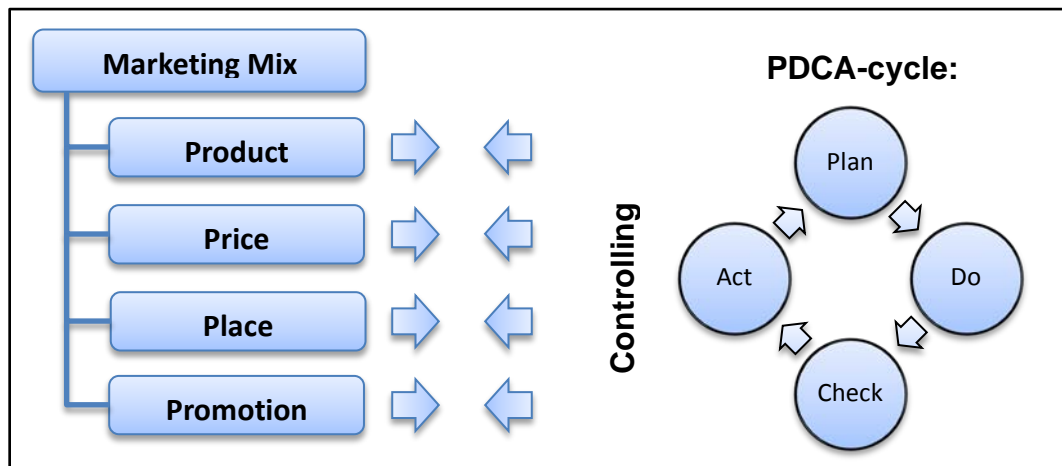 Marketing Mix
Product
Price
Place
Promotion
Controlling
PDCA-cycle:
Plan
Do
Check
Act